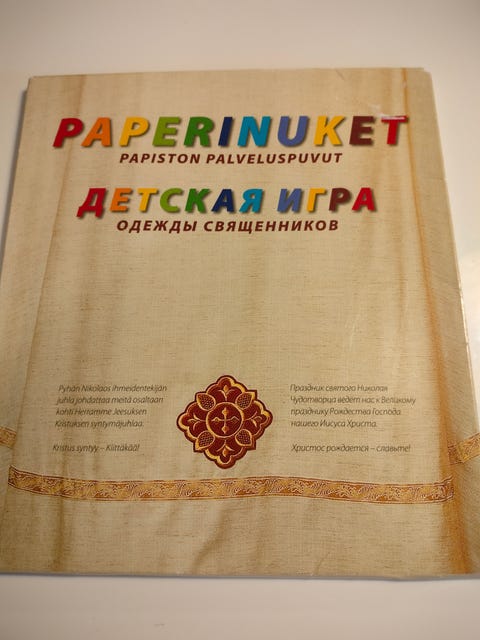 PAPERINUKET
PAPISTON PALVELUSPUVUT
ДЕТСКАЯ ИГРА
ОДЕЖДЫ СВЯЩЕННИКОВ
Pyhän Nikolaos ihmeidentekijän
juhla johdattaa meitä osaltaan
kohti Herramme Jeesuksen
Kristuksen syntymäjuhlaa.
Kristus syntyy – Kiittäkää!
Праздник святого Николая
Чудотворца ведёт нас к Великому
празднику Рождества Господа
нашего Иисуса Христа.
Христос рождается – славьте!